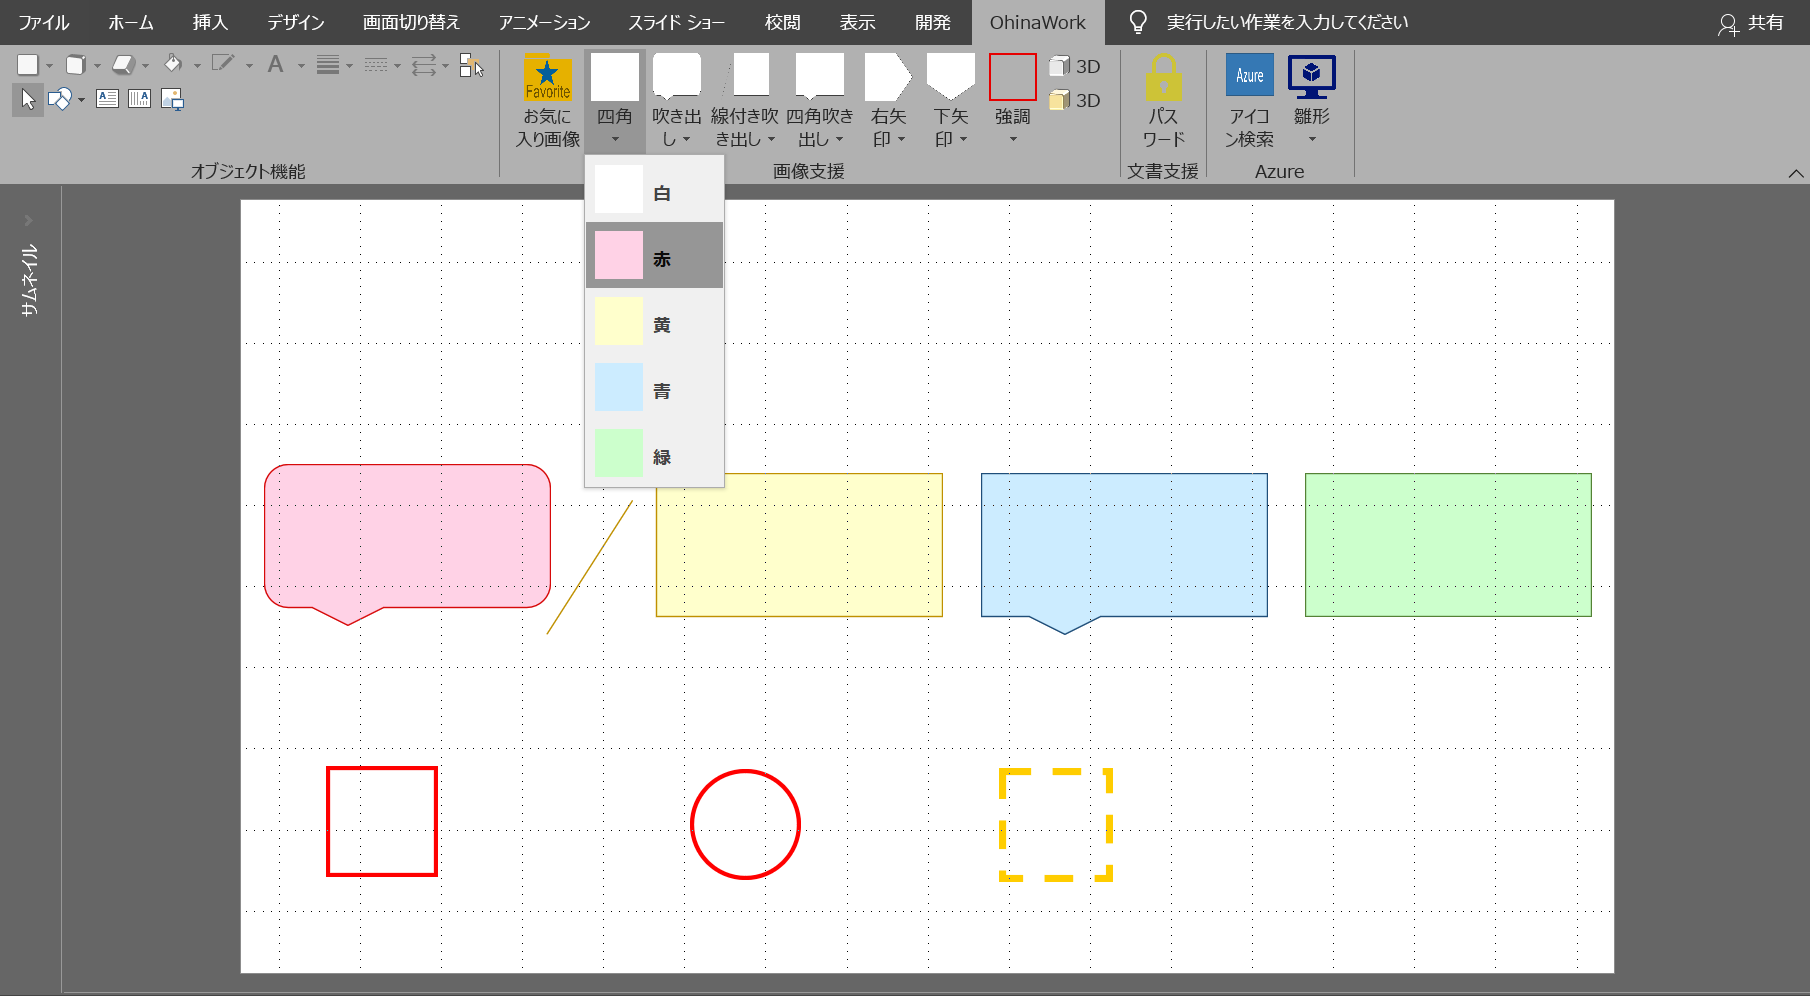 ファイル ホーム 挿入 デザイン 画面切り替え アニメーション スライド ショー 校閲 表示 開発 OhinaWork 実行したい作業を入力してください 共有
A
A
A
Favorite
お気に
入り画像
四角
吹き出
し
線付き吹
き出し
四角吹き
出し
右矢
印
下矢
印
強調
3D
3D
パス
ワード
Azure
アイコ
ン検索
雛形
オブジェクト機能 画像支援 文書支援 Azure
白
赤
黄
青
緑
サムネイル